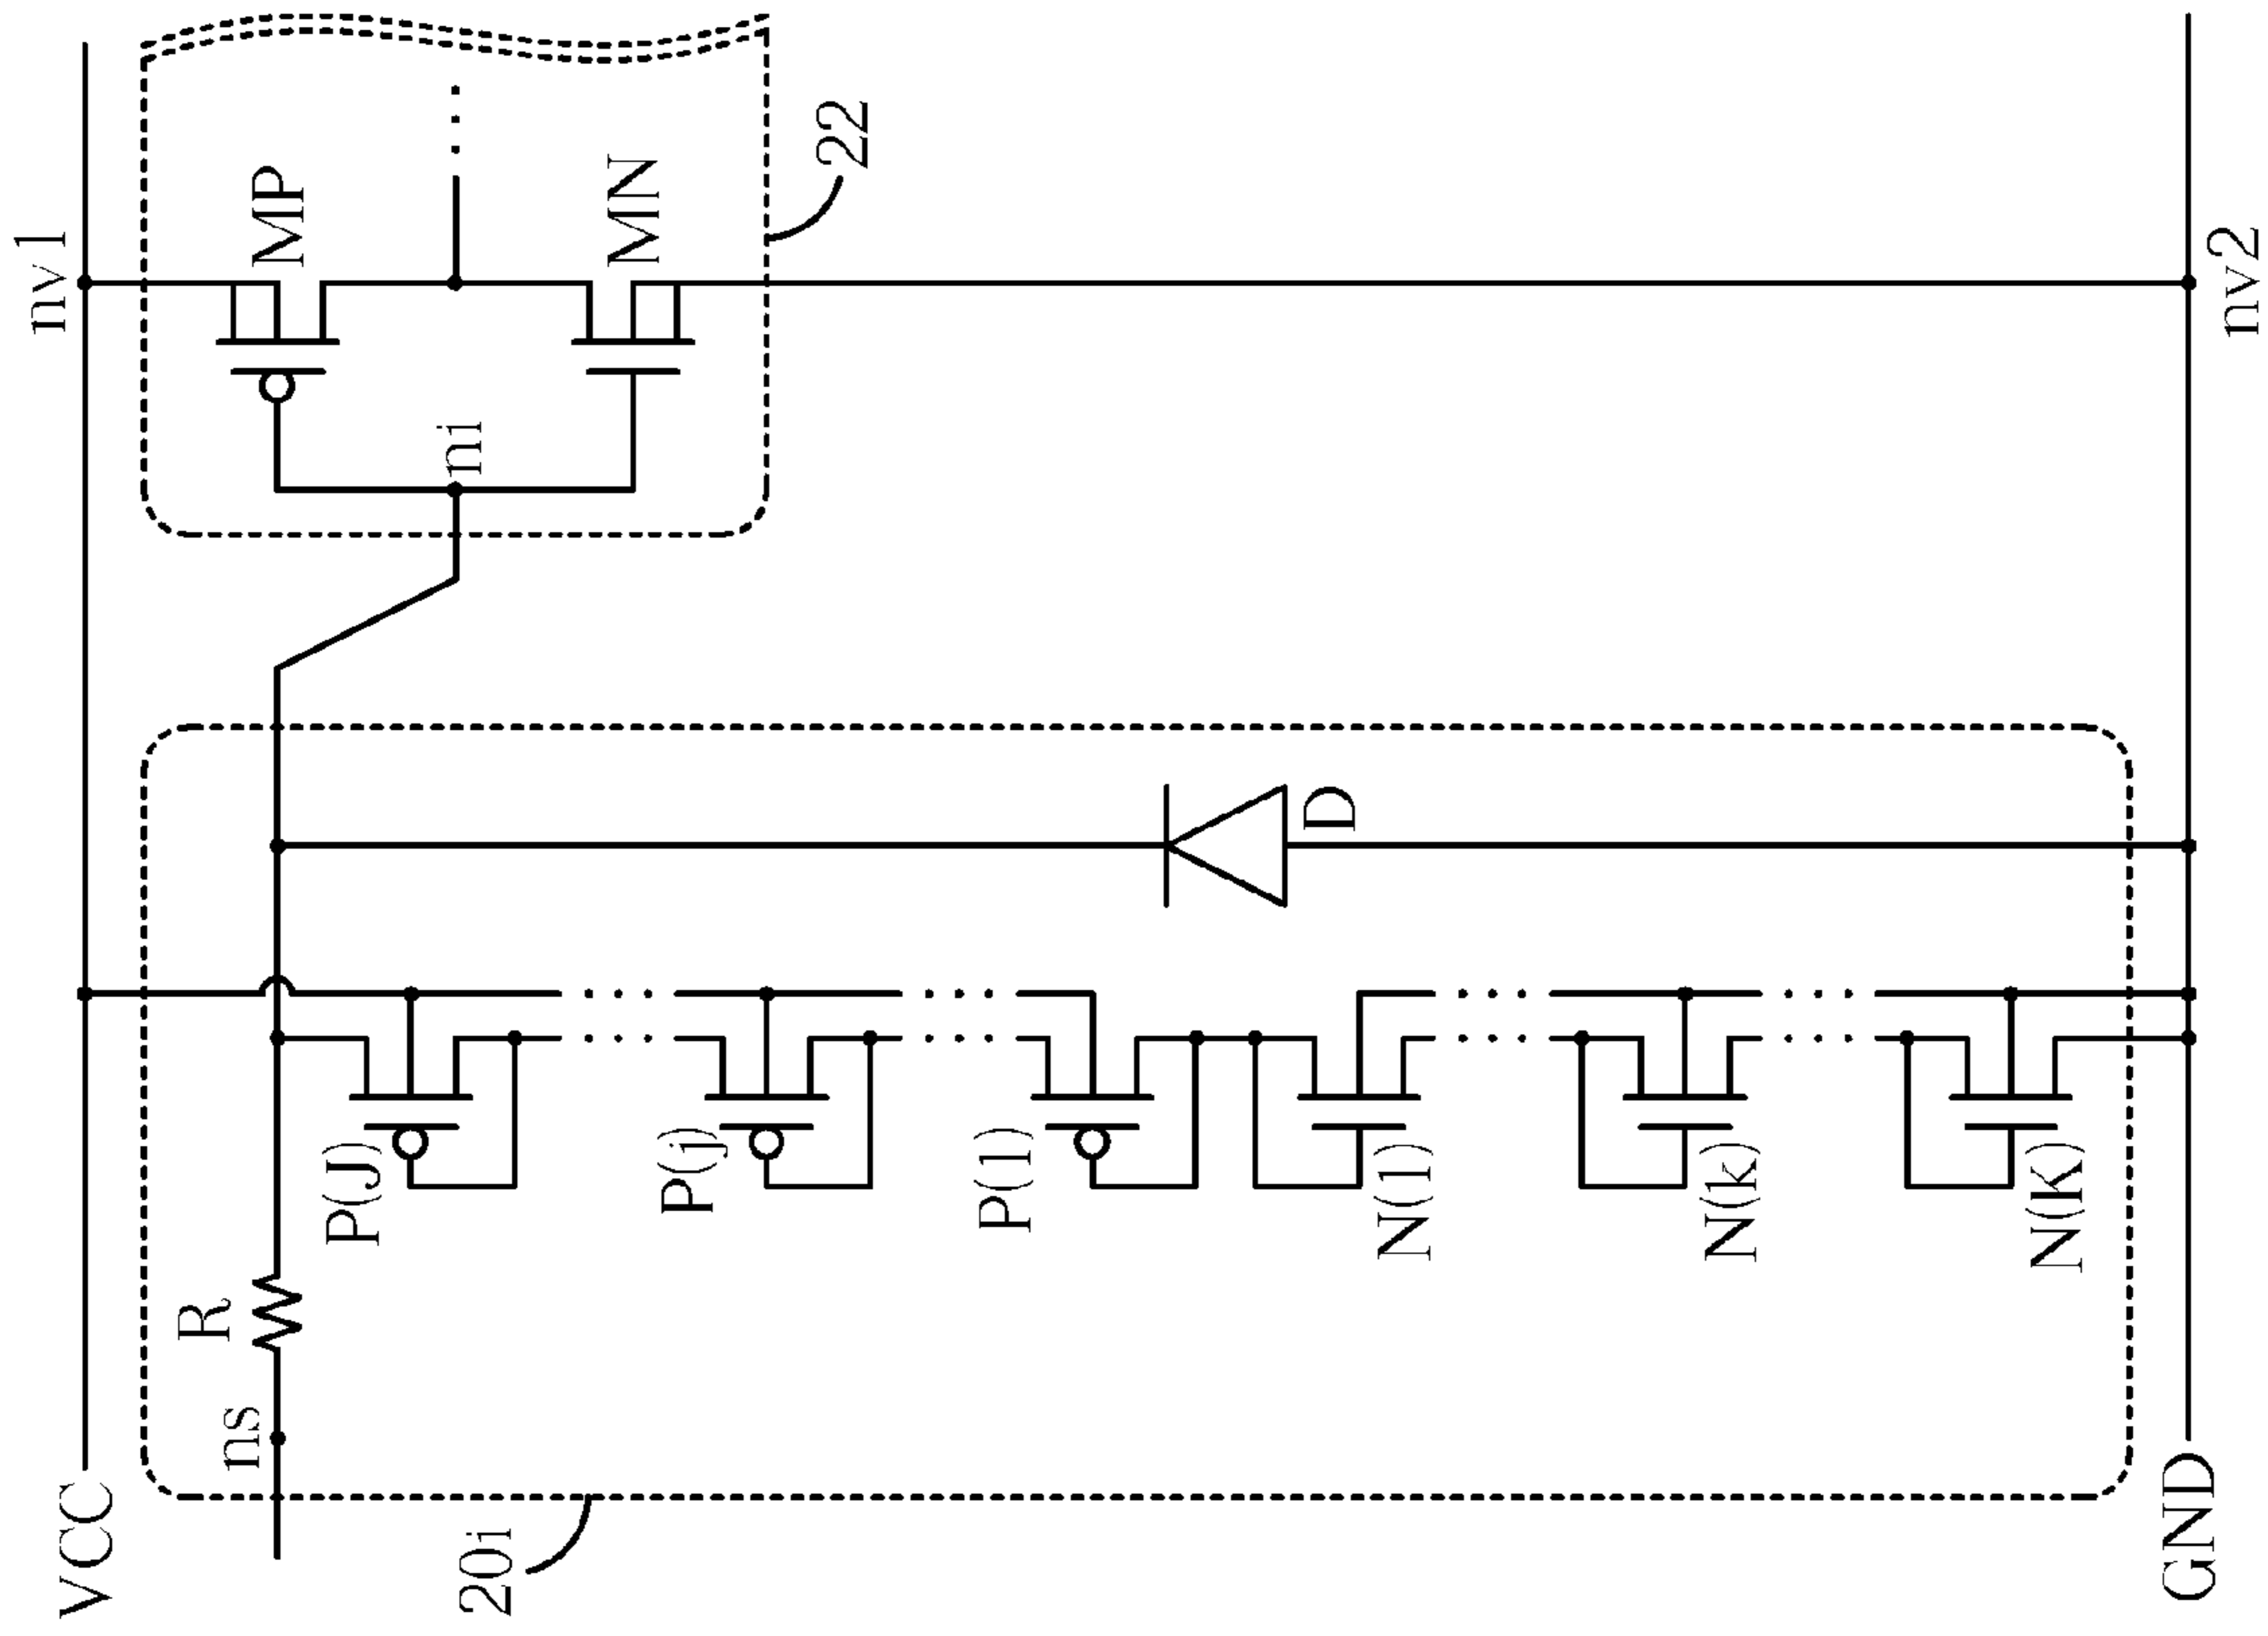 VCC
nv1
MP
MN
22
ni
ns
R
P(J)
P(j)
P(1)
N(1)
N(k)
N(K)
D
20i
GND
nv2